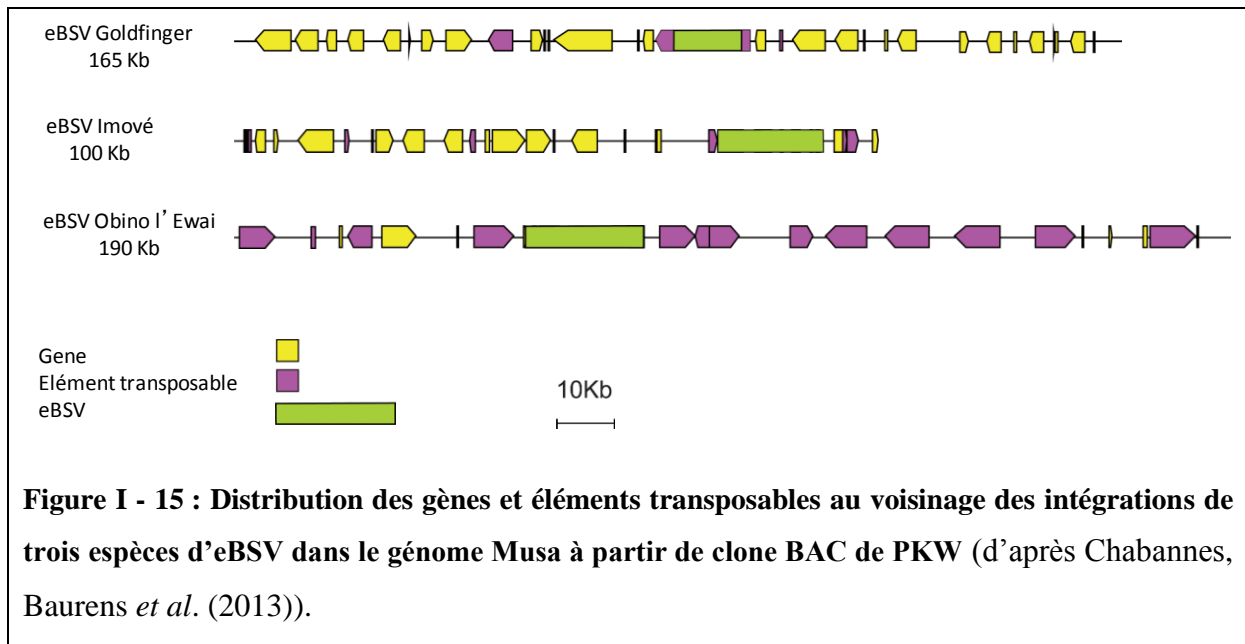 eBSV Goldfinger
165 Kb
eBSV Imové
100 Kb
eBSV Obino l’ Ewai
190 Kb
Gene
Elément transposable
eBSV
10Kb
Figure I - 15 : Distribution des gènes et éléments transposables au voisinage des intégrations de
trois espèces d’eBSV dans le génome Musa à partir de clone BAC de PKW (d’après Chabannes,
Baurens et al. (2013)).